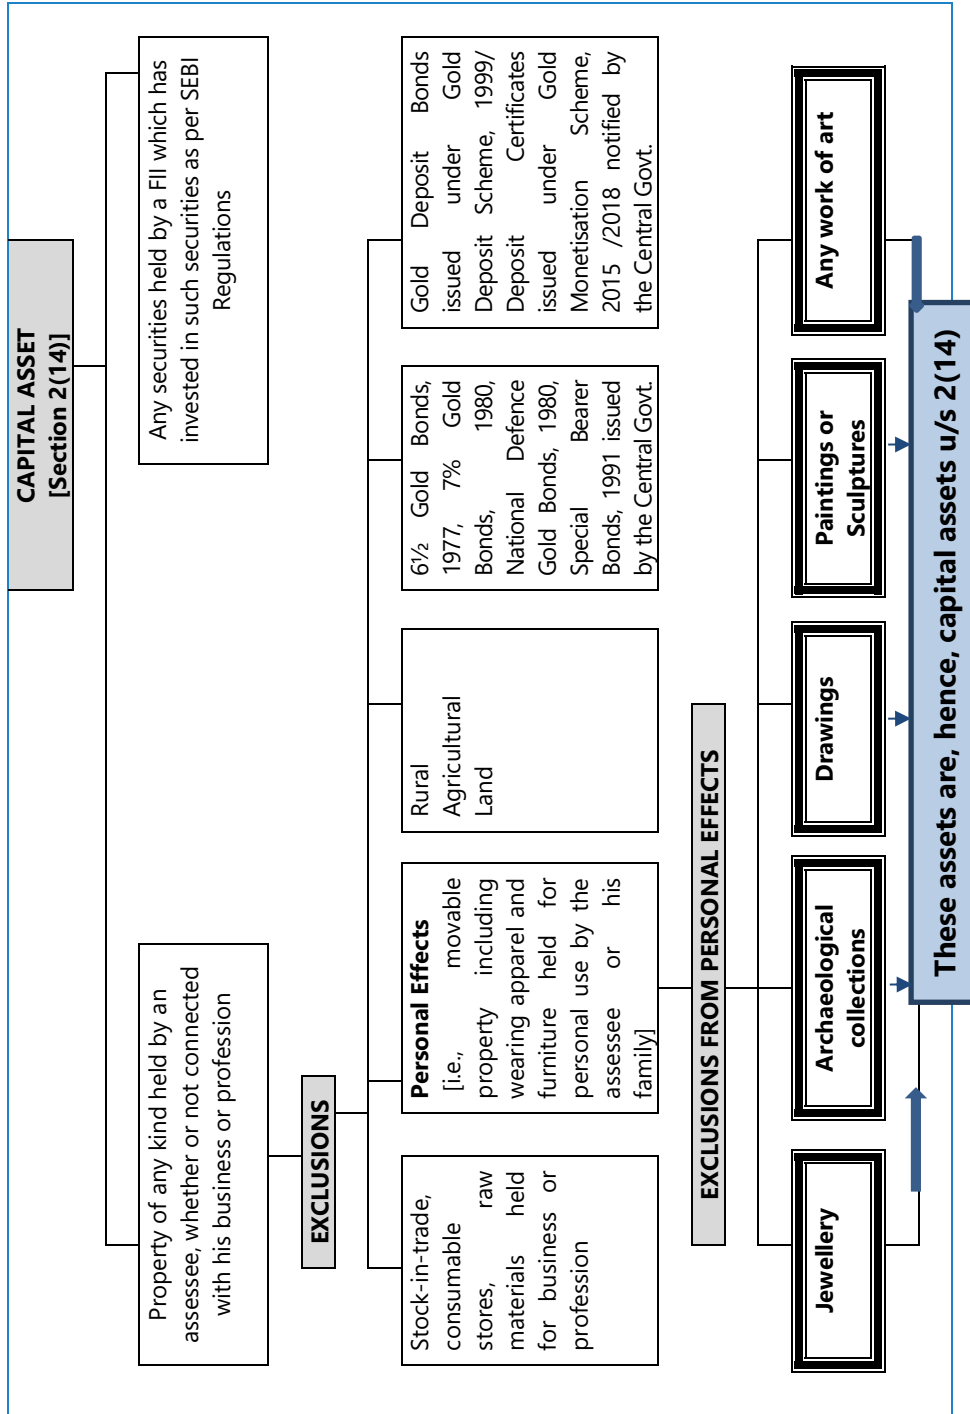 CAPITAL ASSET
[Section 2(14)]
Property of any kind held by an
assessee, whether or not connected
with his business or profession
Any securities held by a FII which has
invested in such securities as per SEBI
Regulations
EXCLUSIONS
Stock-in-trade,
consumable
stores, raw
materials held
for business or
profession
Personal Effects
[i.e., movable
property including
wearing apparel and
furniture held for
personal use by the
assessee or his
family]
Rural
Agricultural
Land
6½ Gold Bonds,
1977, 7% Gold
Bonds, 1980,
National Defence
Gold Bonds, 1980,
Special Bearer
Bonds, 1991 issued
by the Central Govt.
Gold Deposit Bonds
issued under Gold
Deposit Scheme, 1999/
Deposit Certificates
issued under Gold
Monetisation Scheme,
2015 /2018 notified by
the Central Govt.
EXCLUSIONS FROM PERSONAL EFFECTS
Jewellery
Archaeological
collections
Drawings
Paintings or
Sculptures
Any work of art
These assets are, hence, capital assets u/s 2(14)